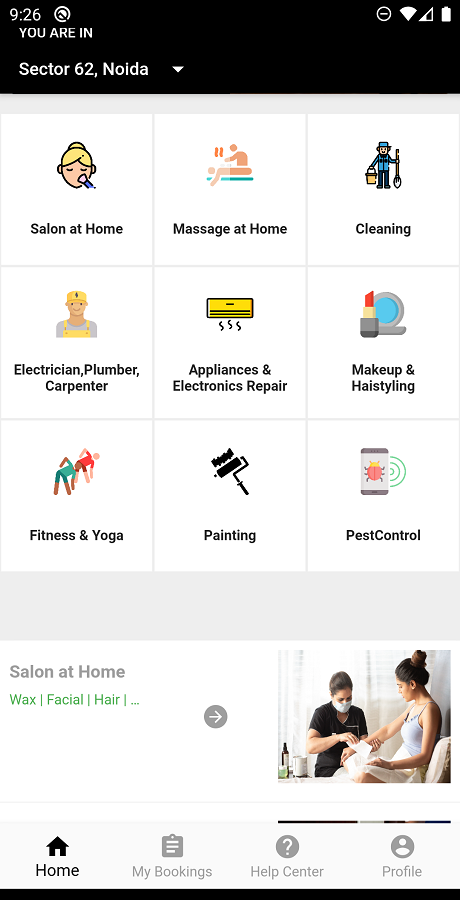 9:26
YOU ARE IN
Sector 62, Noida
Salon at Home
Massage at Home
Cleaning
Electrician,Plumber,
Carpenter
Appliances &
Electronics Repair
Makeup &
Haistyling
Fitness & Yoga
Painting
PestControl
Salon at Home
Wax | Facial | Hair | ...
Home
My Bookings
Help Center
Profile